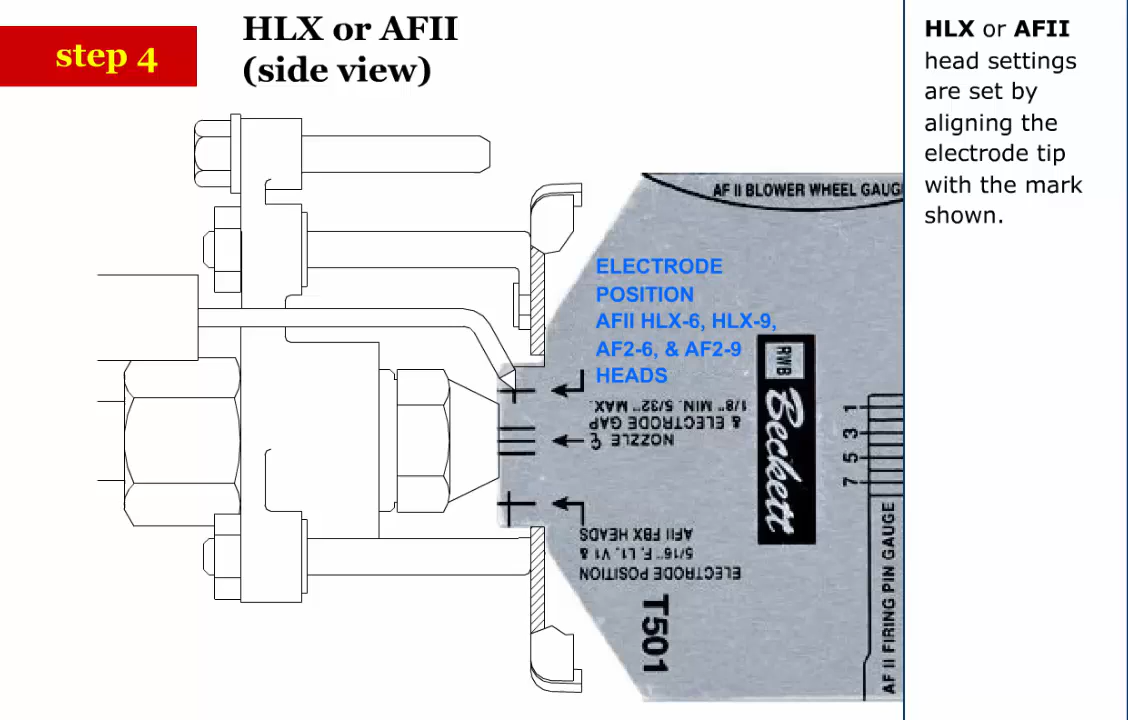 step 4
HLX or AFII
(side view)
HLX or AFII
head settings
are set by
aligning the
electrode tip
with the mark
shown.
AF II BLOWER WHEEL GAUG
ELECTRODE
POSITION
AFII HLX-6, HLX-9,
AF2-6, & AF2-9
HEADS
NOZZLE ℄
& ELECTRODE GAP
1/8" MIN. 5/32" MAX.
ELECTRODE POSITION
5/16" F, L1, V1 &
AFII FBX HEADS
RWB
Beckett
1
3
5
7
AF II FIRING PIN GAUGE
T501